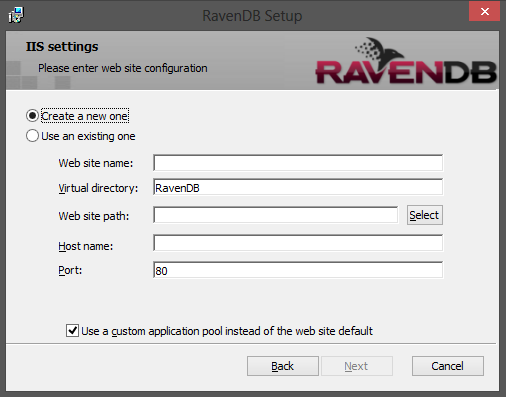 RavenDB Setup
IIS settings
Please enter web site configuration
RAVENDB
Create a new one
Use an existing one
Web site name:
Virtual directory: RavenDB
Web site path: Select
Host name:
Port: 80
Use a custom application pool instead of the web site default
Back Next Cancel